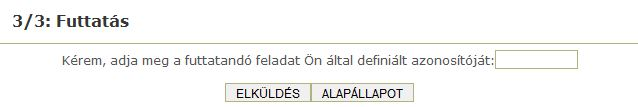 3/3: Futtatás
Kérem, adja meg a futtatandó feladat Ön által definiált azonosítóját:
ELKÜLDÉS ALAPÁLLAPOT